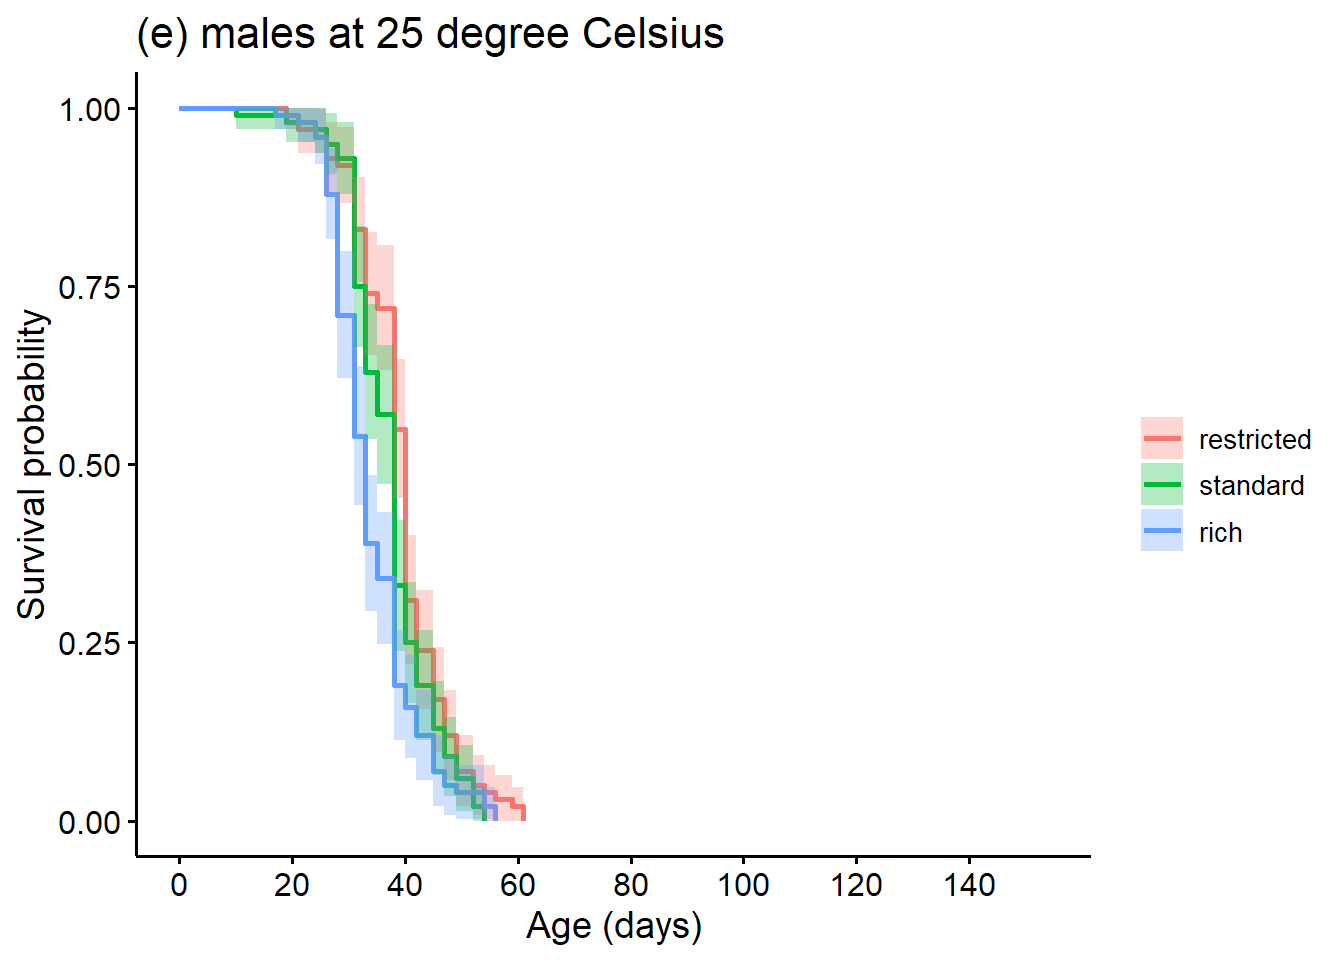 (e) males at 25 degree Celsius
1.00
0.75
0.50
0.25
0.00
Survival probability
0 20 40 60 80 100 120 140
Age (days)
restricted
standard
rich